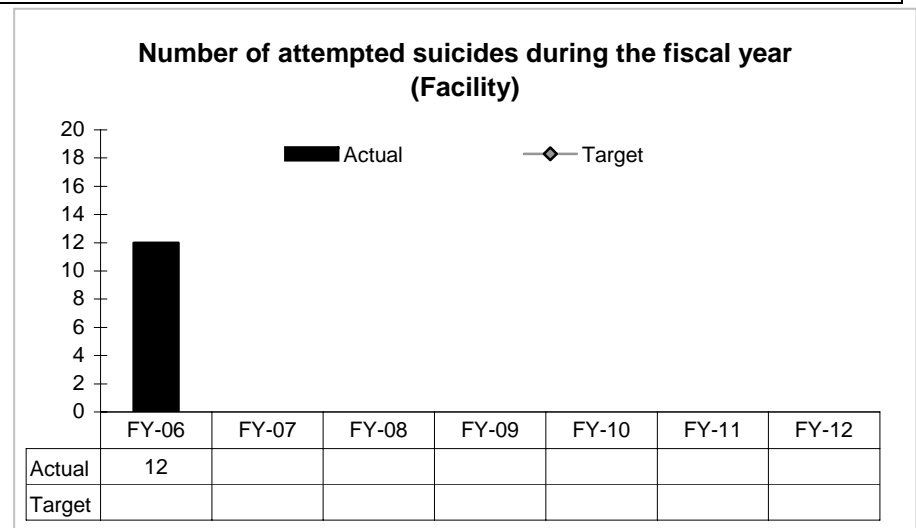 Number of attempted suicides during the fiscal year
(Facility)
20
18
16
14
12
10
8
6
4
2
0
Actual
Target
FY-06 FY-07 FY-08 FY-09 FY-10 FY-11 FY-12
Actual 12
Target